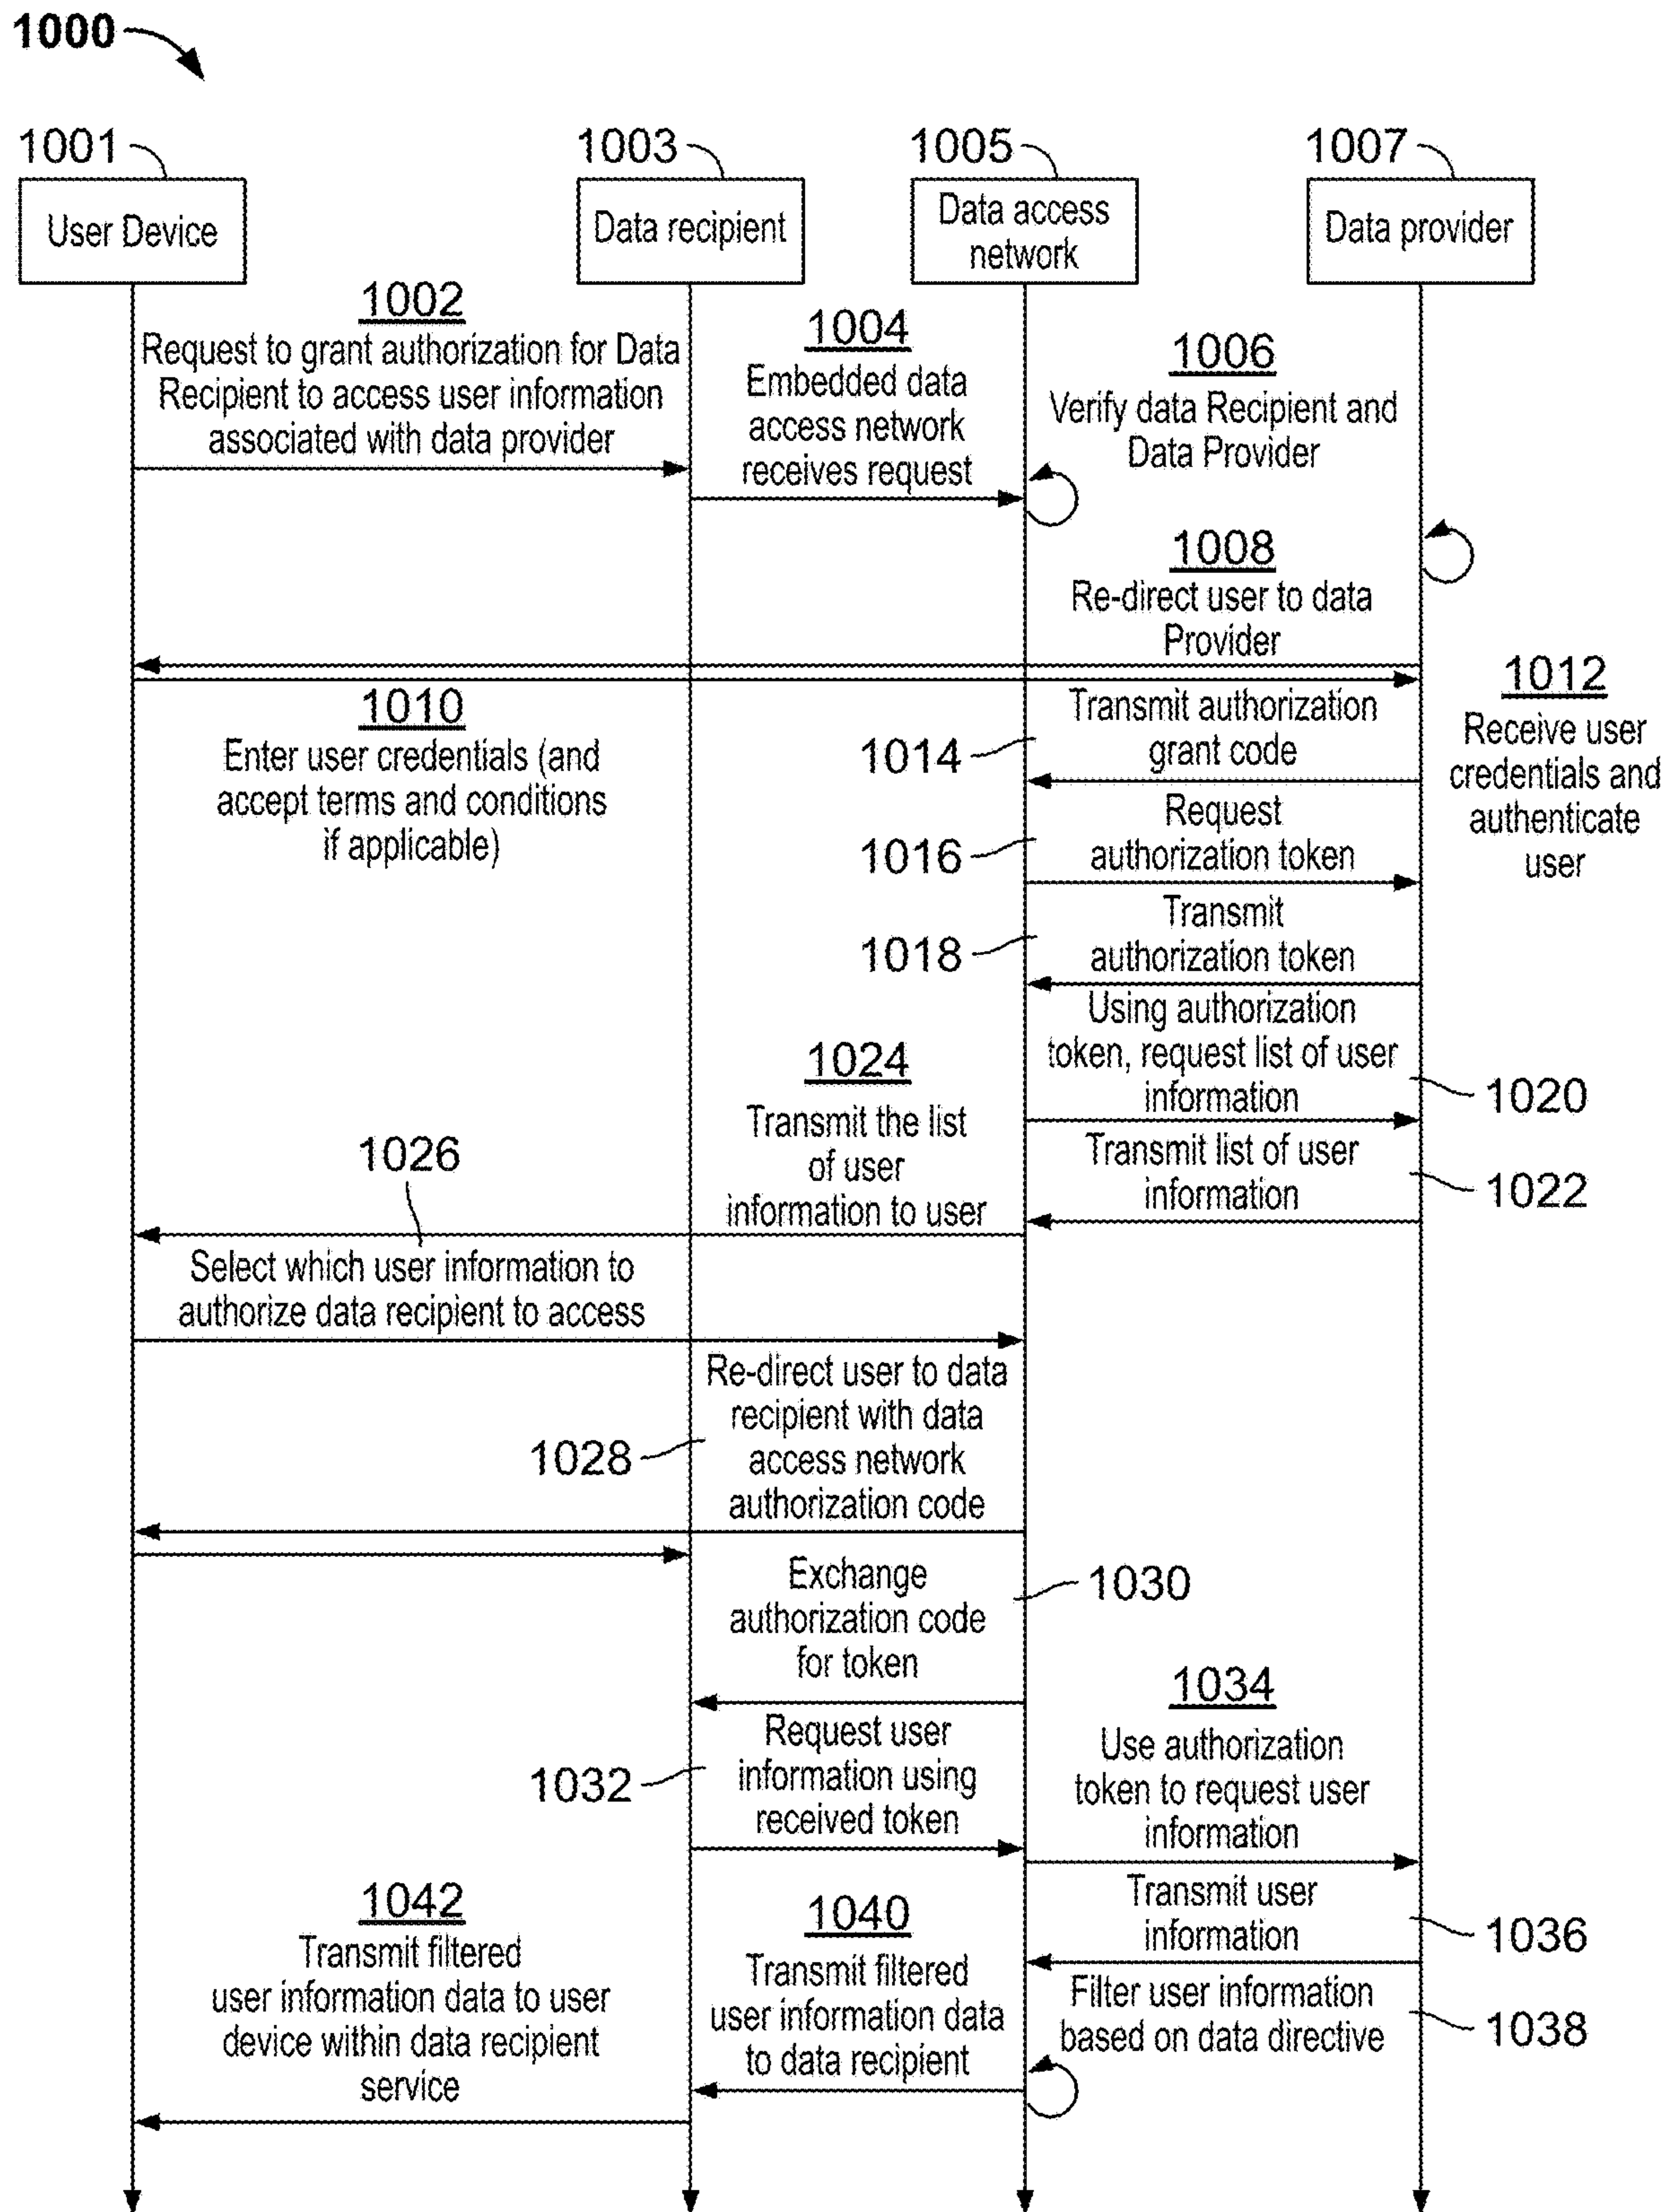 1000
1001
1003
1005
1007
User Device
Data recipient
Data access
network
Data provider
1002
Request to grant authorization for Data
Recipient to access user information
associated with data provider
1004
Embedded data
access network
receives request
1006
Verify data Recipient and
Data Provider
1008
Re-direct user to data
Provider
1010
Enter user credentials (and
accept terms and conditions
if applicable)
1012
Receive user
credentials and
authenticate
user
1014
Transmit authorization
grant code
1016
Request
authorization token
1018
Transmit
authorization token
Using authorization
token, request list of user
information
1020
Transmit list of user
information
1022
1024
Transmit the list
of user
information to user
1026
Select which user information to
authorize data recipient to access
Re-direct user to data
recipient with data
access network
authorization code
1028
Exchange
authorization code
for token
1030
Request user
information using
received token
1032
1034
Use authorization
token to request user
information
Transmit user
information
1036
Filter user information
based on data directive
1038
1040
Transmit filtered
user information data
to data recipient
1042
Transmit filtered
user information data to user
device within data recipient
service